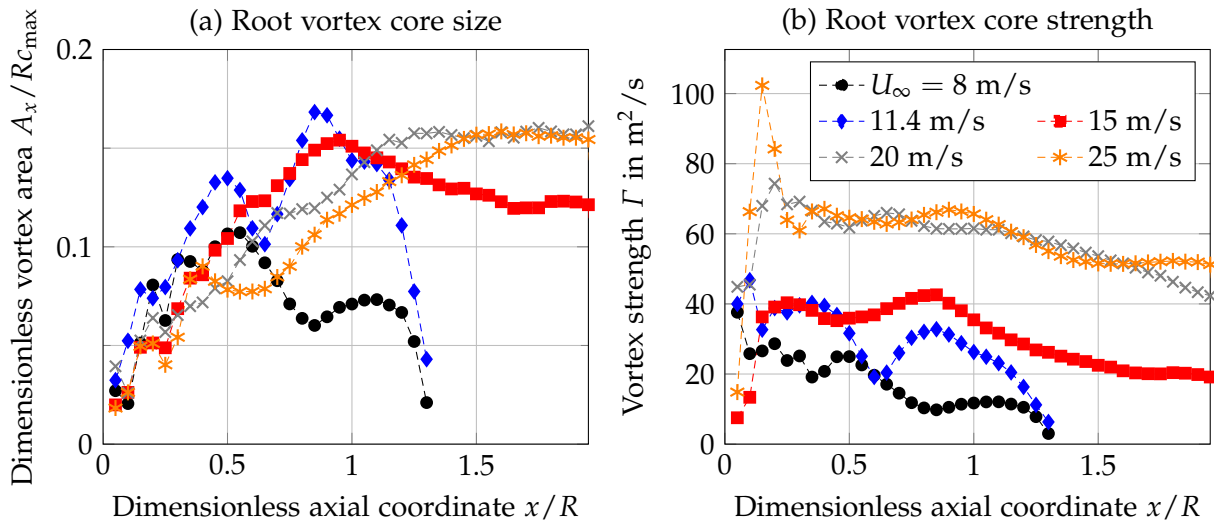 (a) Root vortex core size
Dimensionless vortex area A_x/Rc_max
0.2
0.1
0
0
0.5
1
1.5
Dimensionless axial coordinate x/R
(b) Root vortex core strength
Vortex strength Γ in m²/s
100
80
60
40
20
0
U_∞ = 8 m/s
11.4 m/s
15 m/s
20 m/s
25 m/s
0
0.5
1
1.5
Dimensionless axial coordinate x/R